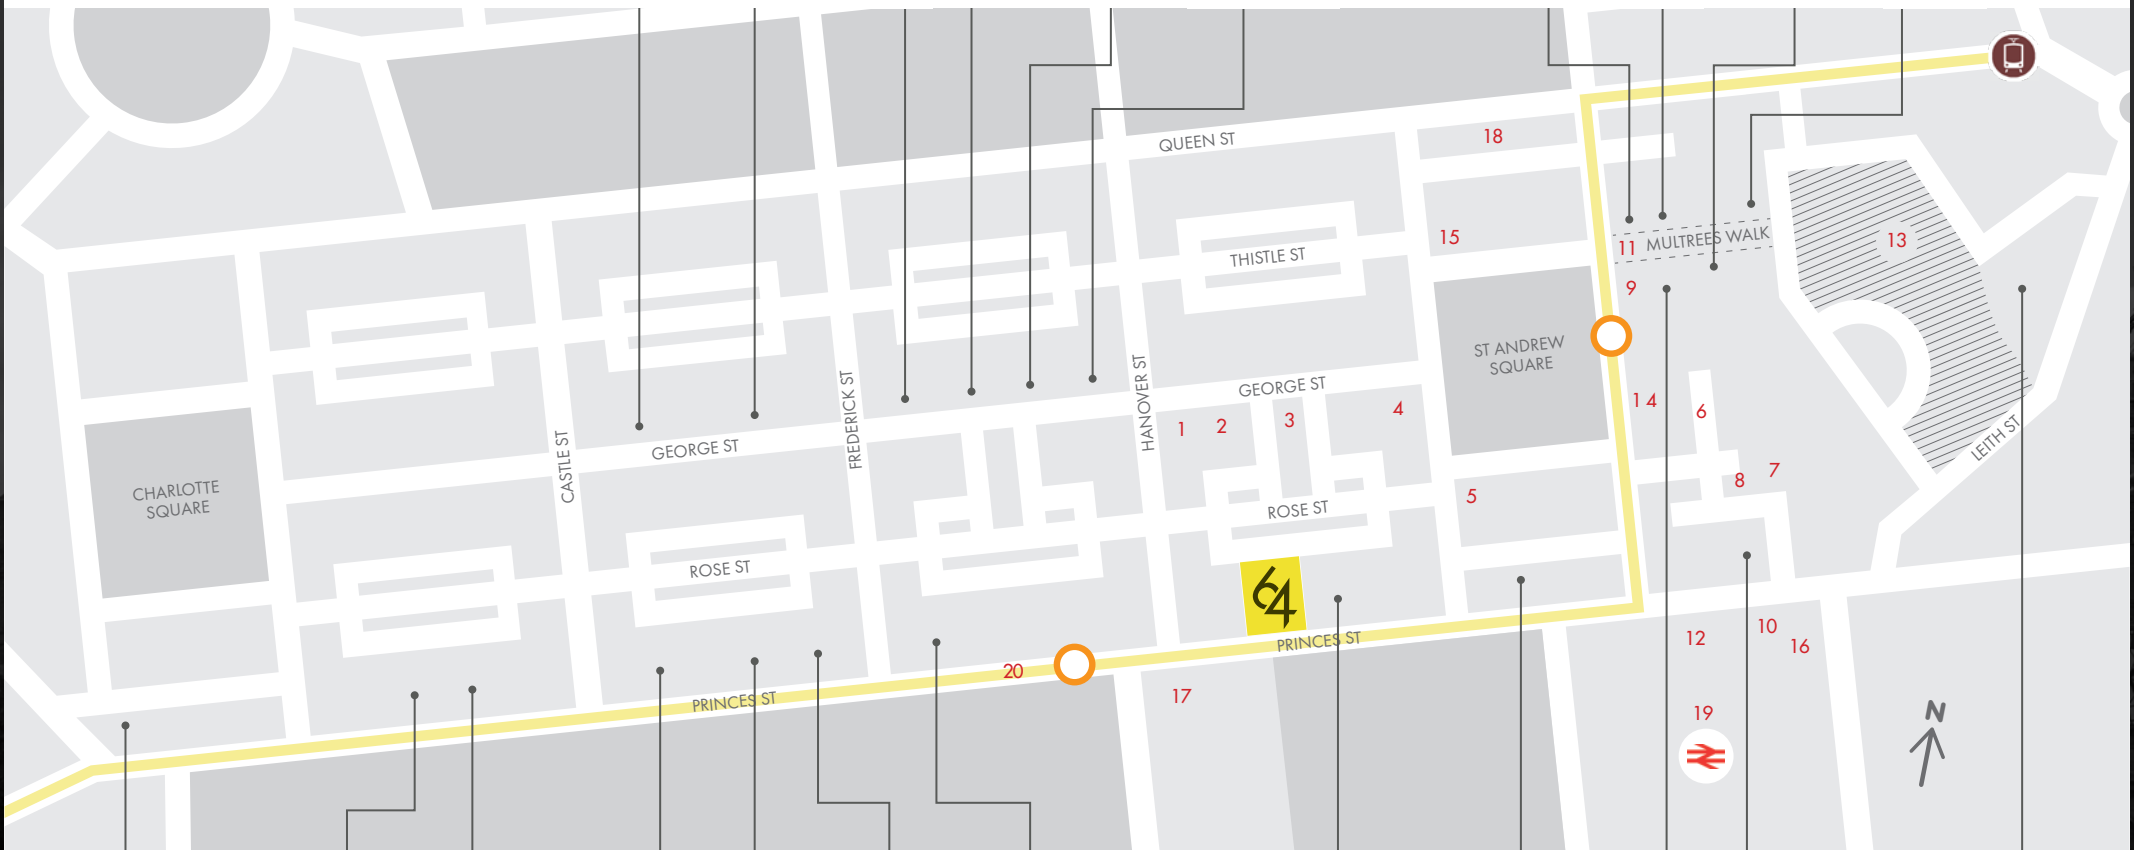 QUEEN ST
18
THISTLE ST
15
11
MULTREES WALK
13
9
ST ANDREW
SQUARE
HANOVER ST
FREDERICK ST
CASTLE ST
GEORGE ST
GEORGE ST
1
2
3
4
14
6
LEITH ST
CHARLOTTE
SQUARE
5
8
7
ROSE ST
ROSE ST
64
PRINCES ST
PRINCES ST
20
17
12
10
16
19
N